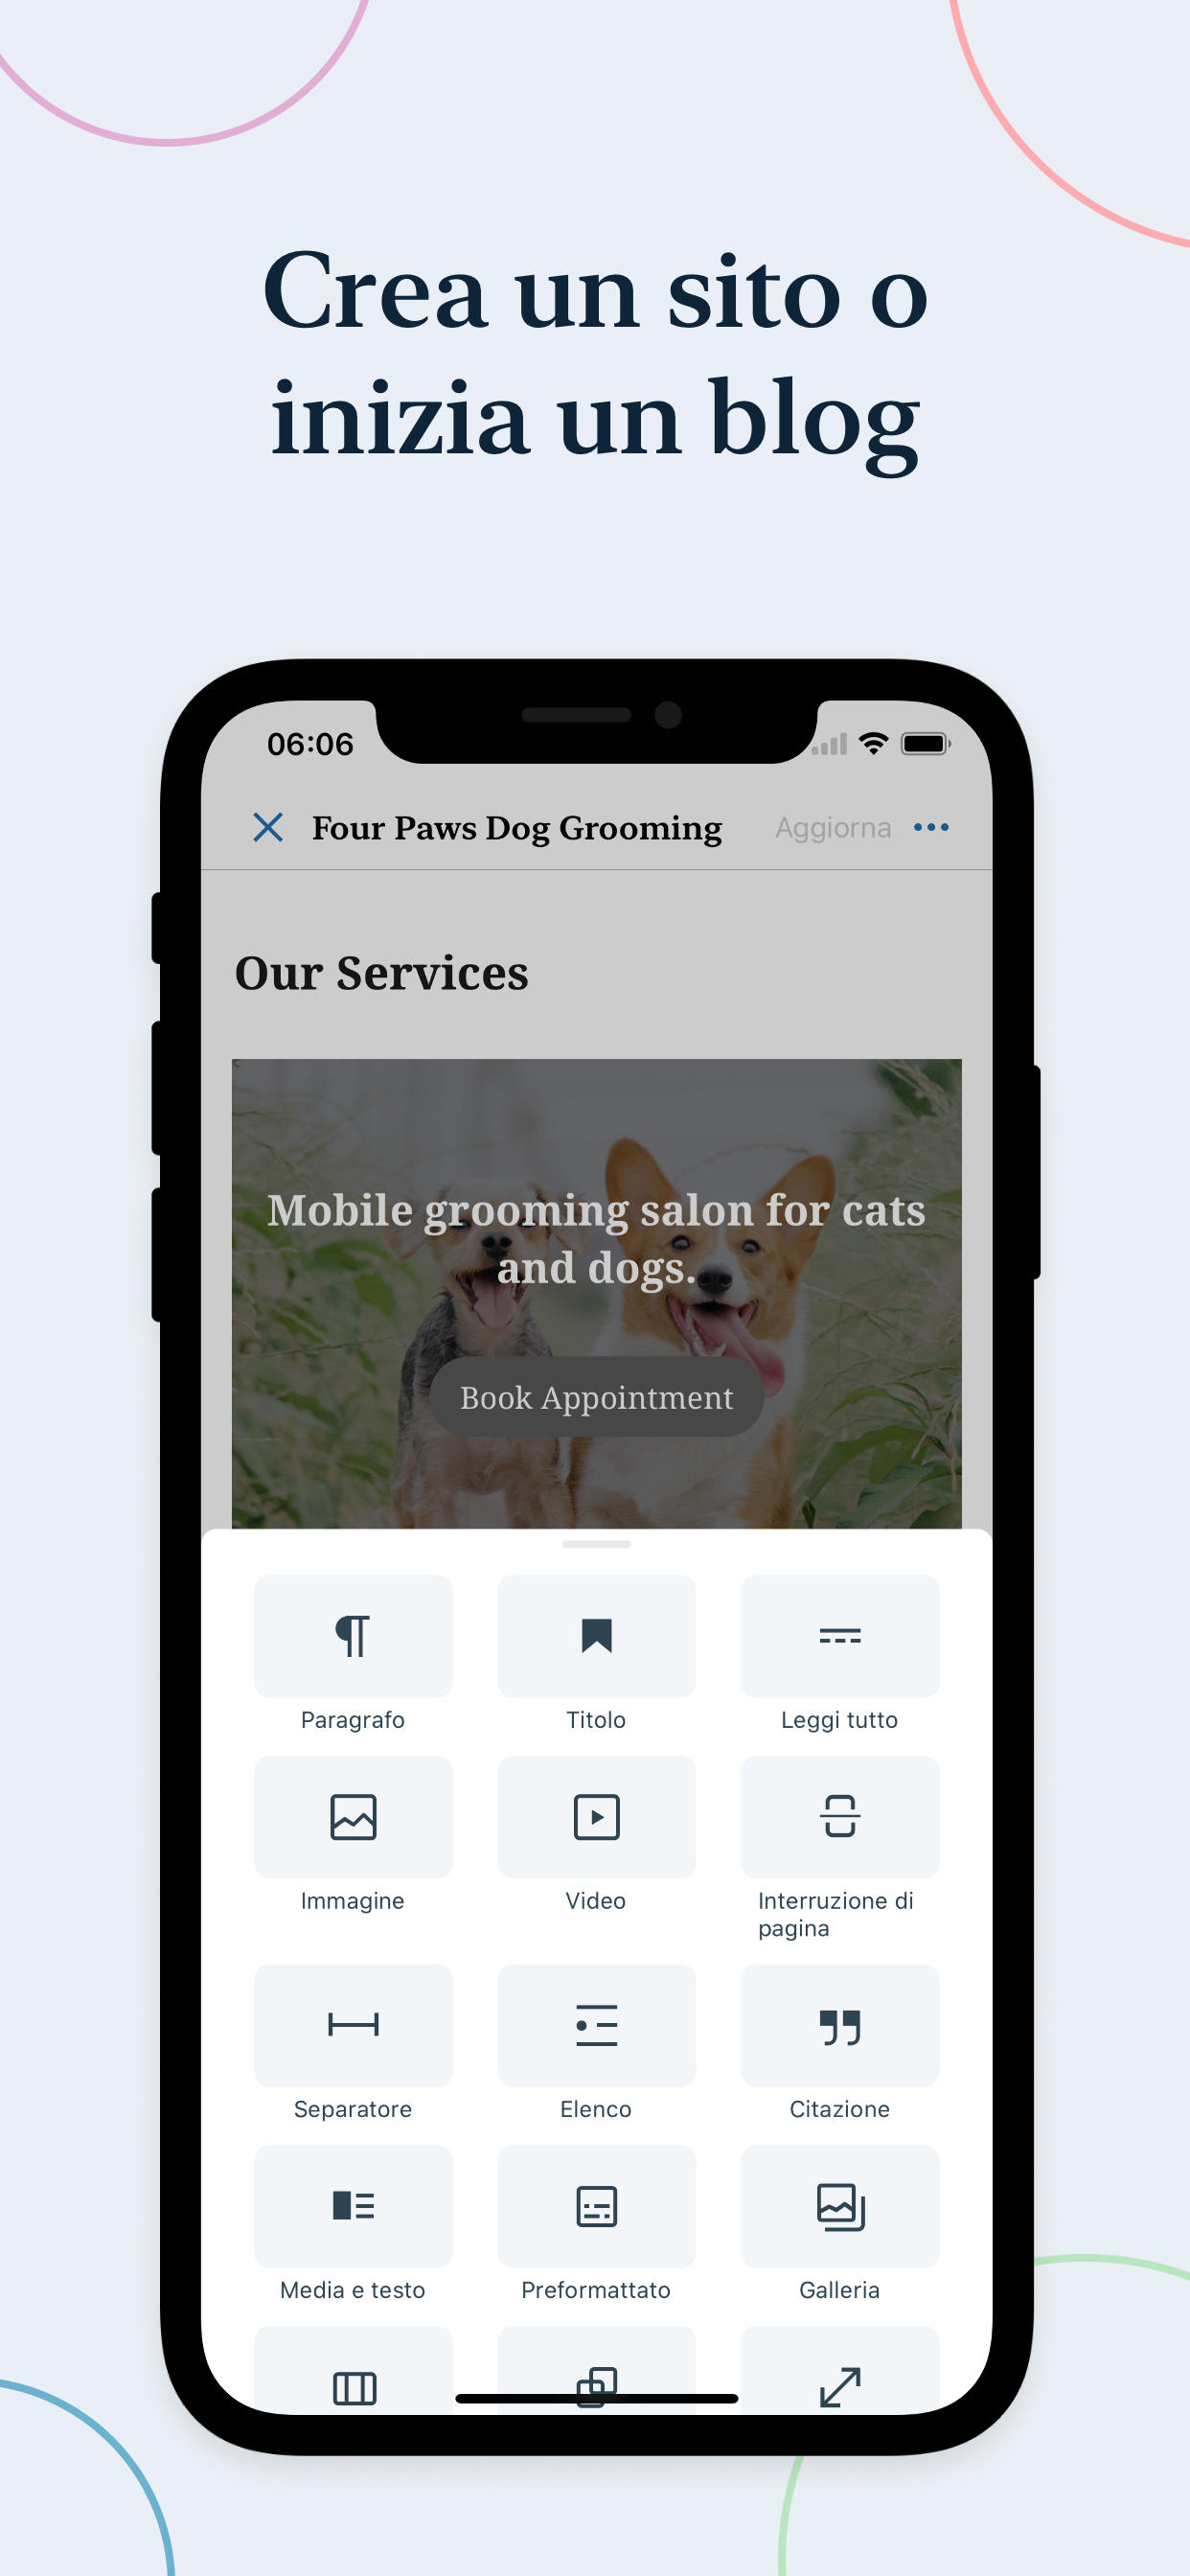 Crea un sito o
inizia un blog
06:06
Four Paws Dog Grooming
Aggiorna
Our Services
Mobile grooming salon for cats
and dogs.
Book Appointment
Paragrafo
Titolo
Leggi tutto
Immagine
Video
Interruzione di
pagina
Separatore
Elenco
Citazione
Media e testo
Preformattato
Galleria